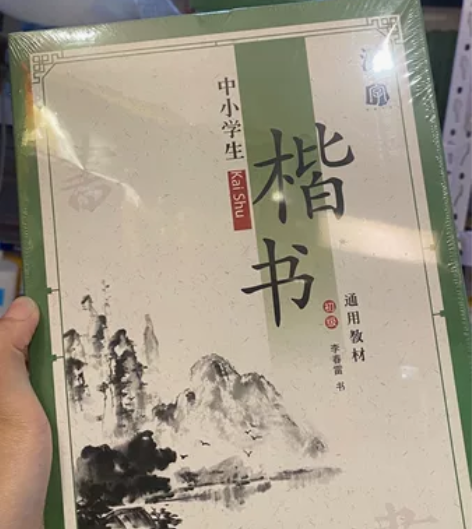 中小学生
Kai Shu
楷书
初级
通用教材
李春雷 书